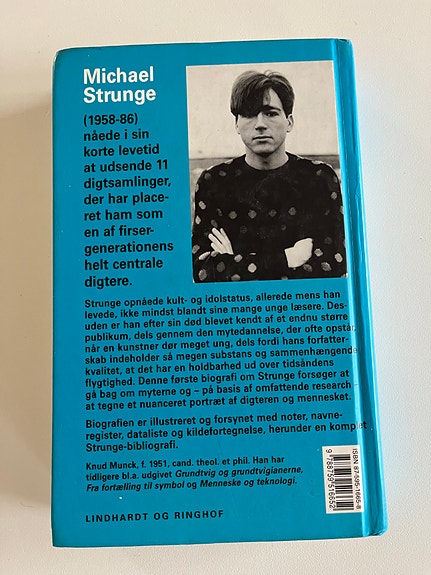 Michael
Strunge
(1958-86)
nåede i sin
korte levetid
at udsende 11
digtsamlinger,
der har place-
ret ham som
en af firser-
generationens
helt centrale
digtere.
Strunge opnåede kult- og idolstatus, allerede mens han
levede, ikke mindst blandt sine mange unge læsere. Des-
uden er han efter sin død blevet kendt af et endnu større
publikum, dels gennem den mytedannelse, der ofte opstår,
når en kunstner dør meget ung, dels fordi hans forfatter-
skab indeholder så megen substans og sammenhængende
kvalitet, at det har en holdbarhed ud over tidsåndens
flygtighed. Denne første biografi om Strunge forsøger at
gå bag om myterne og – på basis af omfattende research –
at tegne et nuanceret portræt af digteren og mennesket.
Biografien er illustreret og forsynet med noter, navne-
register, dataliste og kildefortegnelse, herunder en komplet
Strunge-bibliografi.
Knud Munck, f. 1951, cand. theol. et phil. Han har
tidligere bl.a. udgivet Grundtvig og grundtvigianerne,
Fra fortælling til symbol og Menneske og teknologi.
LINDHARDT OG RINGHOF
ISBN 87-595-1665-8
9788759516652